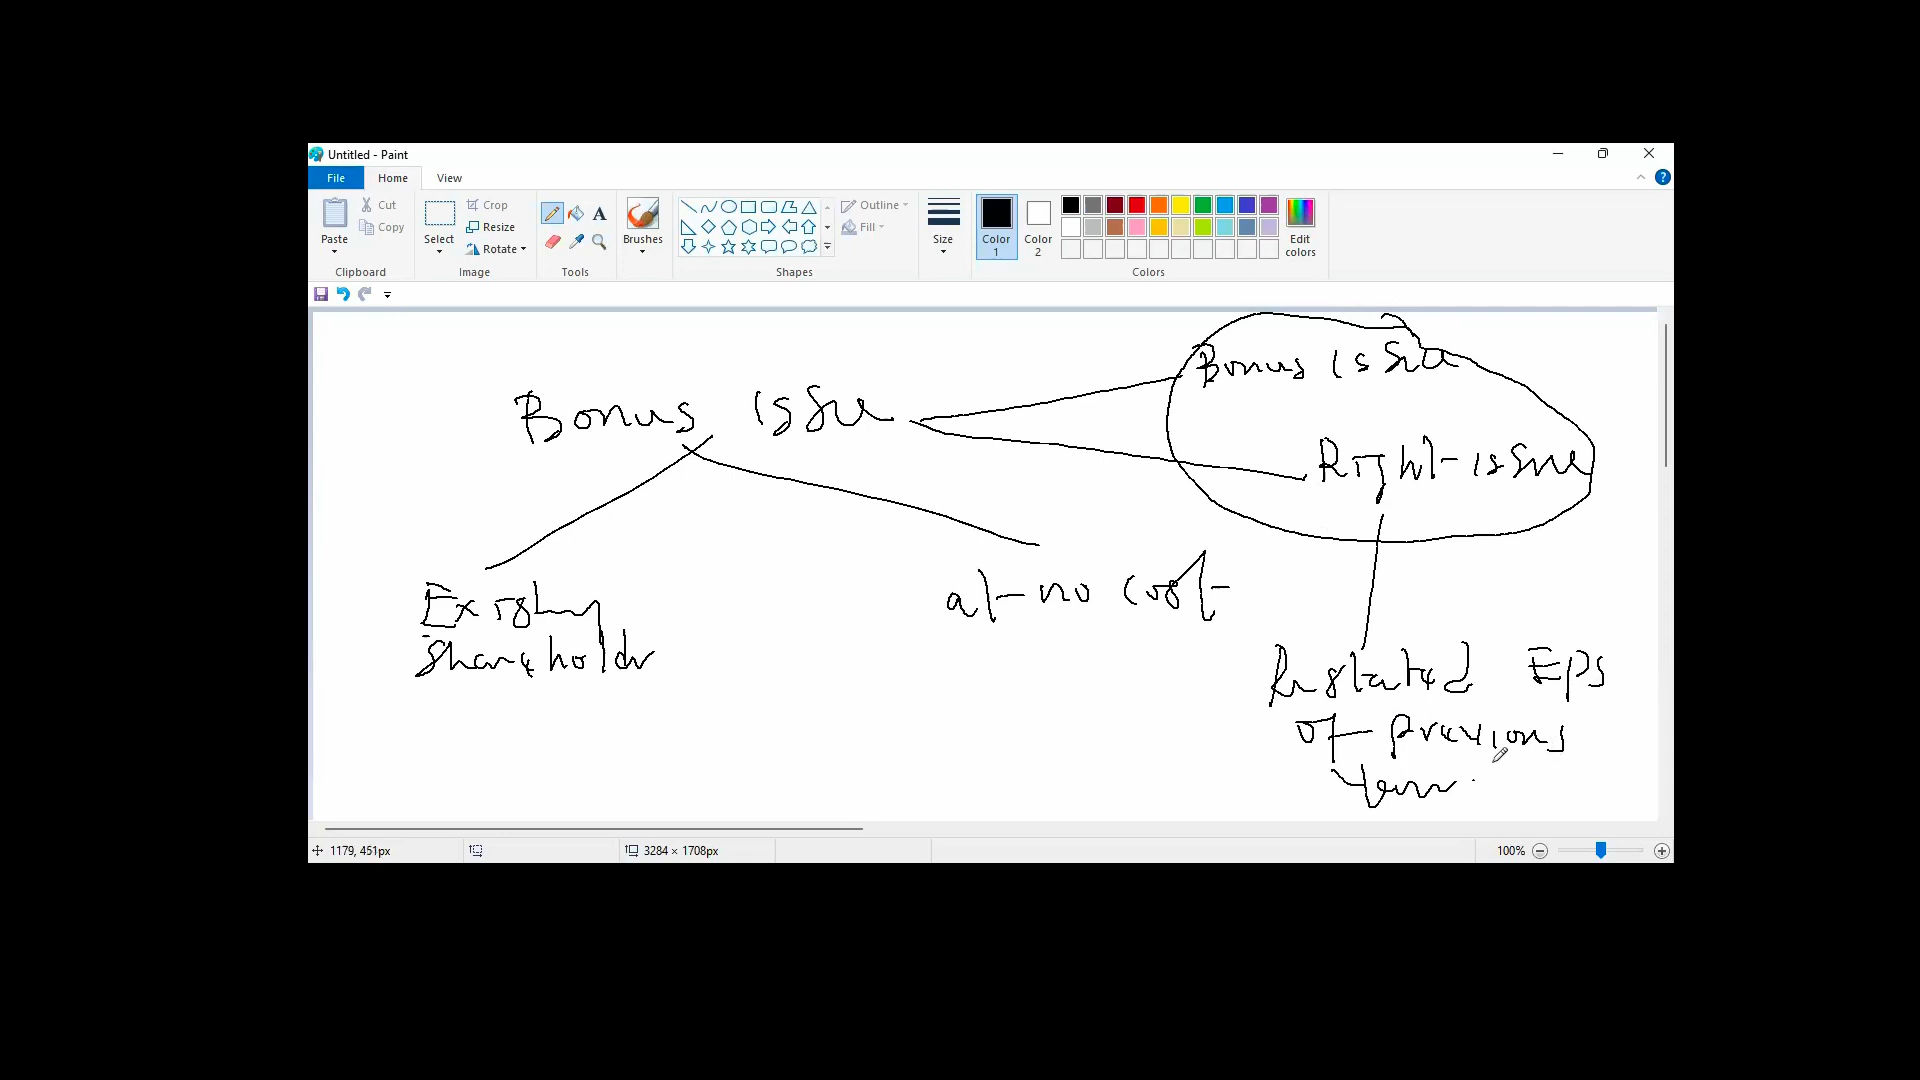 Untitled - Paint
File Home View
Cut
Copy
Paste
Clipboard
Crop
Resize
Rotate
Select
Image
Tools
Brushes
Shapes
Outline
Fill
Size
Color 1
Color 2
Edit colors
Colors
Bonus issue
Bonus issue
Right issue
Existing
Shareholder
at no cost
Restated EPS
of previous
1179, 451px
3284 × 1708px
100%